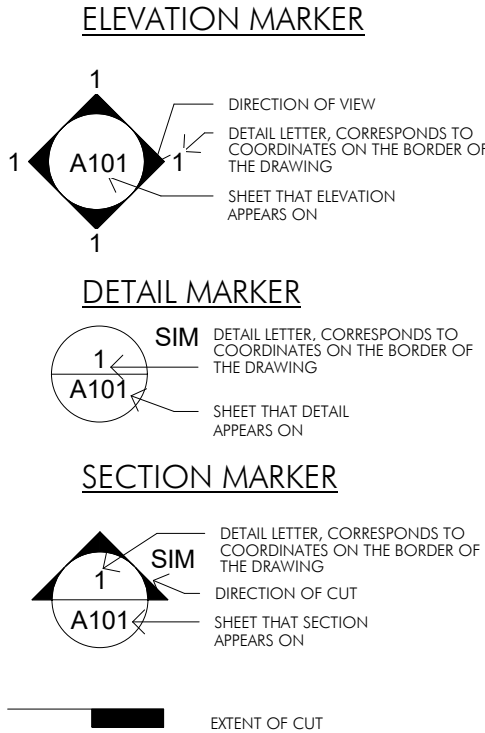 ELEVATION MARKER
1
DIRECTION OF VIEW
DETAIL LETTER, CORRESPONDS TO
COORDINATES ON THE BORDER OF
THE DRAWING
1
A101
1
SHEET THAT ELEVATION
APPEARS ON
1
DETAIL MARKER
SIM
DETAIL LETTER, CORRESPONDS TO
COORDINATES ON THE BORDER OF
THE DRAWING
1
A101
SHEET THAT DETAIL
APPEARS ON
SECTION MARKER
DETAIL LETTER, CORRESPONDS TO
COORDINATES ON THE BORDER OF
THE DRAWING
SIM
1
DIRECTION OF CUT
A101
SHEET THAT SECTION
APPEARS ON
EXTENT OF CUT